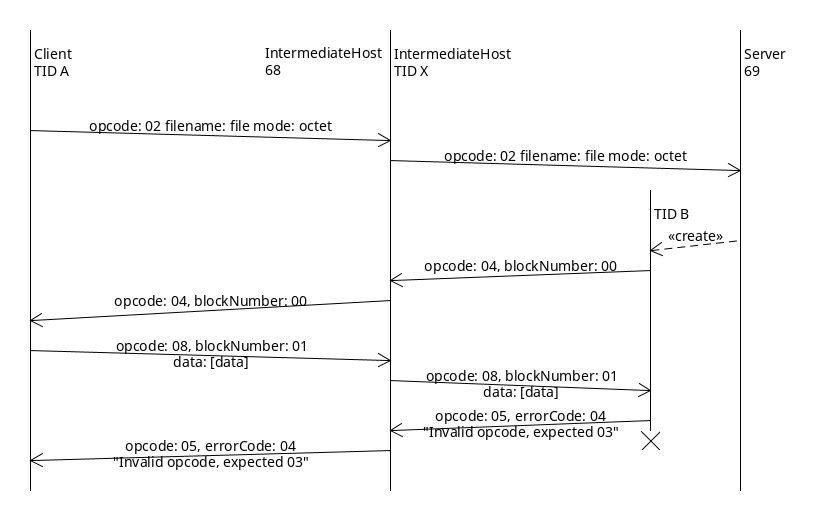 Client
TID A
IntermediateHost
68
IntermediateHost
TID X
Server
69
opcode: 02 filename: file mode: octet
opcode: 02 filename: file mode: octet
TID B
«create»
opcode: 04, blockNumber: 00
opcode: 04, blockNumber: 00
opcode: 08, blockNumber: 01
data: [data]
opcode: 08, blockNumber: 01
data: [data]
opcode: 05, errorCode: 04
"Invalid opcode, expected 03"
opcode: 05, errorCode: 04
"Invalid opcode, expected 03"